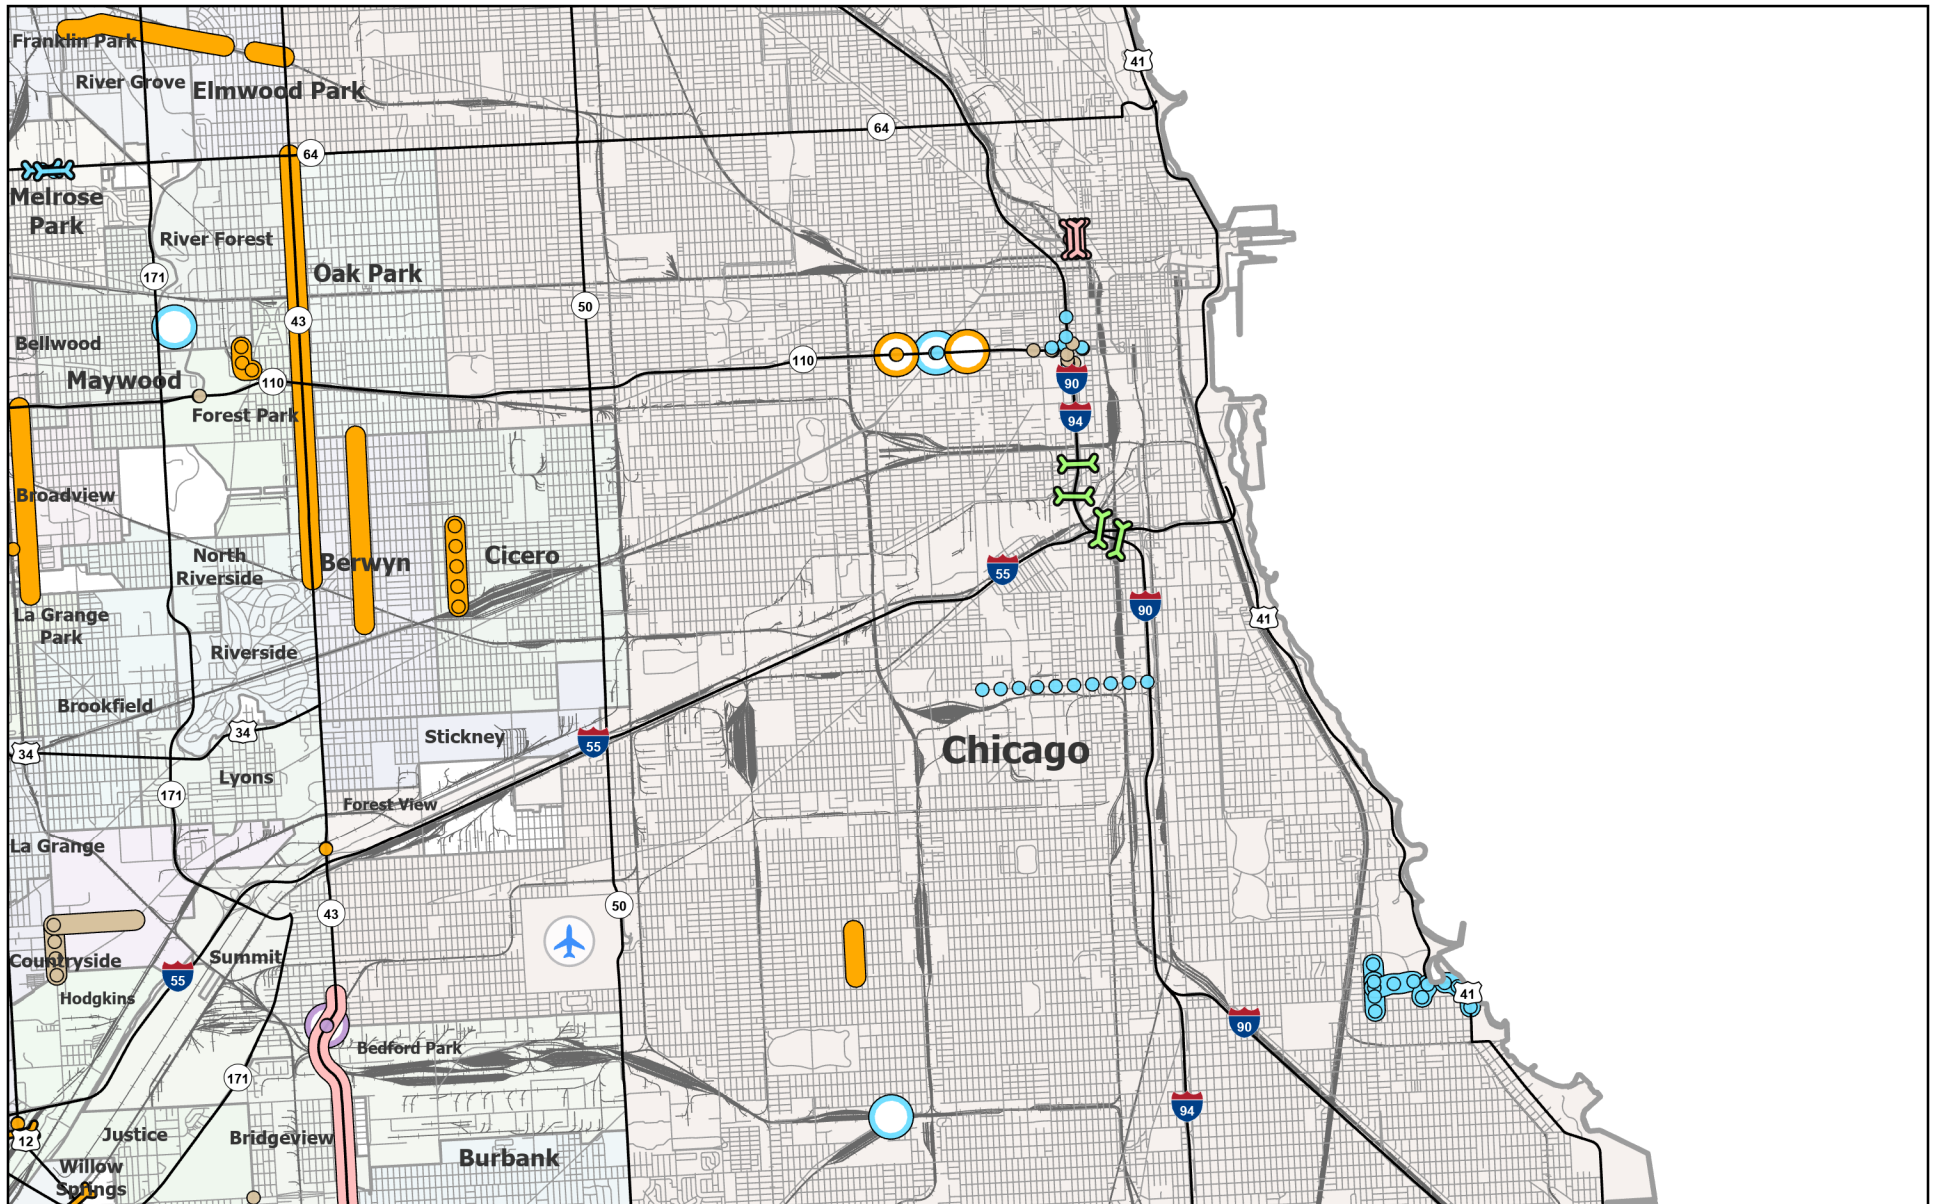 Franklin Park
41
River Grove
Elmwood Park
64
64
Melrose
Park
River Forest
171
Oak Park
50
43
Bellwood
110
Maywood
110
90
Forest Park
94
Broadview
North
Riverside
Berwyn
Cicero
55
90
La Grange
Park
41
Riverside
Brookfield
34
Stickney
55
Chicago
34
Lyons
171
Forest View
La Grange
43
50
Countryside
Summit
55
Hodgkins
41
90
Bedford Park
171
94
12
Justice
Bridgeview
Burbank
Willow
Springs